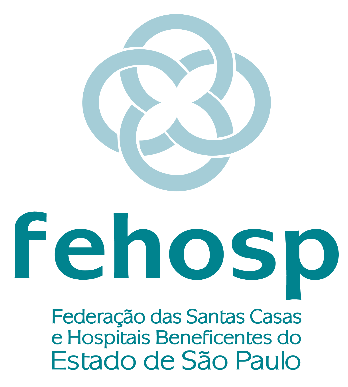 fehosp
Federação das Santas Casas
e Hospitais Beneficentes do
Estado de São Paulo